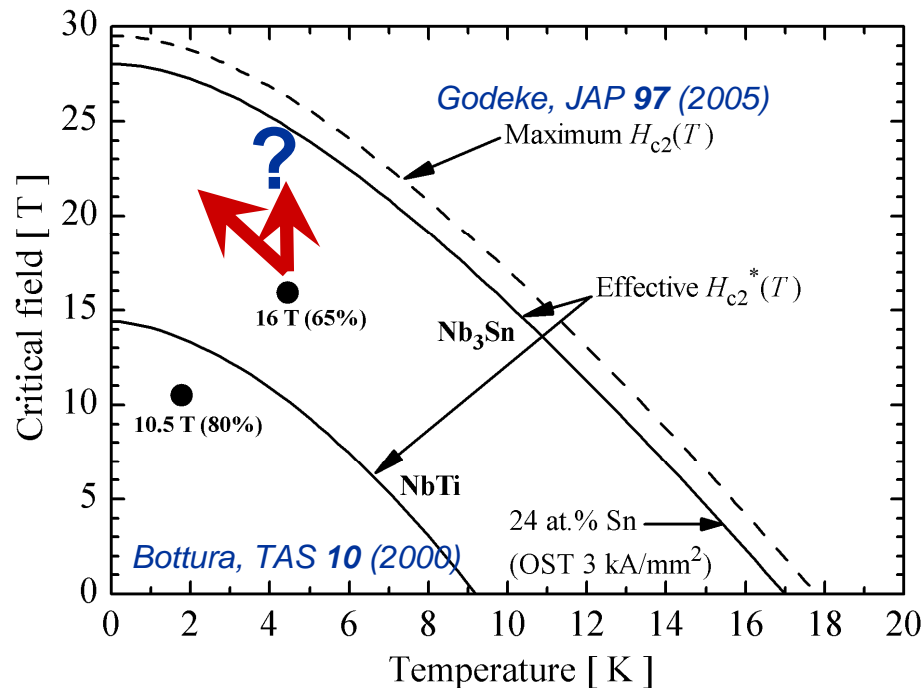 30
25
20
15
10
5
0
Critical field [ T ]
Godeke, JAP 97 (2005)
Maximum Hc2(T)
?
Effective Hc2*(T)
16 T (65%)
Nb3Sn
10.5 T (80%)
NbTi
24 at.% Sn
(OST 3 kA/mm²)
Bottura, TAS 10 (2000)
0 2 4 6 8 10 12 14 16 18 20
Temperature [ K ]